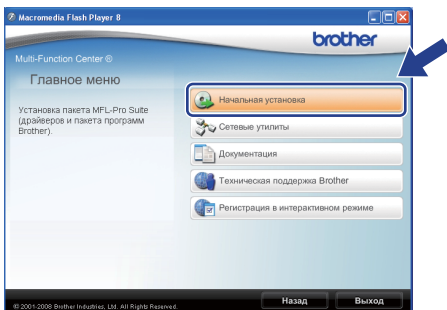 Macromedia Flash Player 8
brother
Multi-Function Center ®
Главное меню
Установка пакета MFL-Pro Suite
(драйверов и пакета программ
Brother).
Начальная установка
Сетевые утилиты
Документация
Техническая поддержка Brother
Регистрация в интерактивном режиме
© 2001-2008 Brother Industries, Ltd. All Rights Reserved.
Назад
Выход